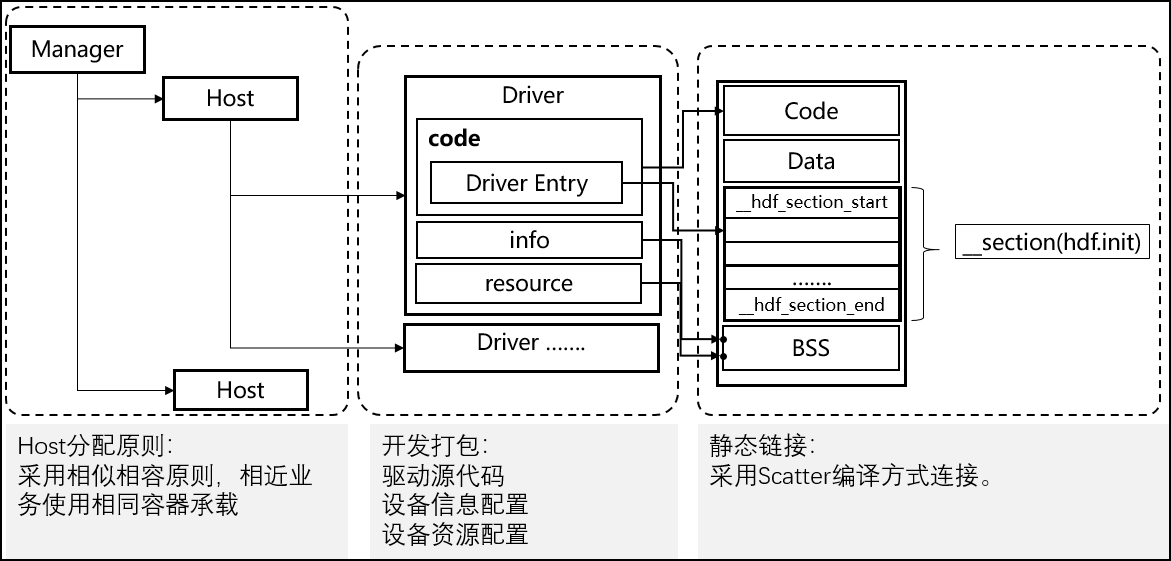 Manager
Host
Host
Driver
code
Driver Entry
info
resource
Driver .......
Code
Data
__hdf_section_start
.......
__hdf_section_end
BSS
__section(hdf.init)
Host分配原则：
采用相似相容原则，相近业
务使用相同容器承载
开发打包：
驱动源代码
设备信息配置
设备资源配置
静态链接：
采用Scatter编译方式连接。